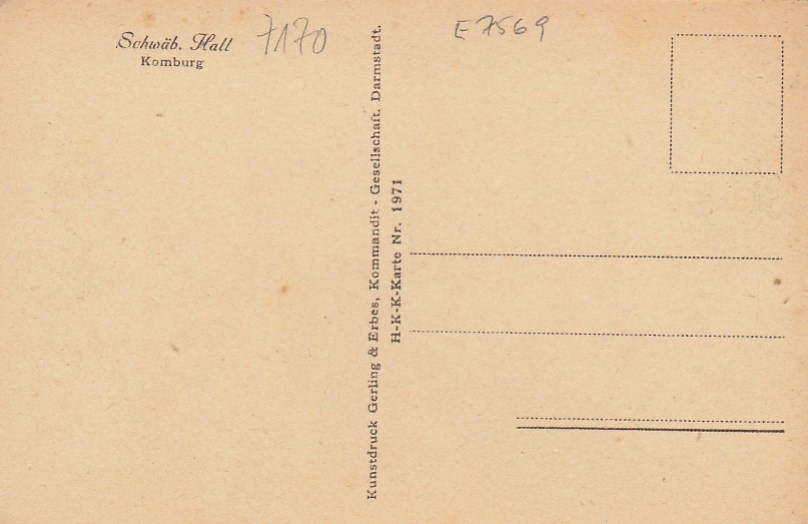 Schwäb. Hall
Komburg
7170
E 7569
Kunstdruck Gerling & Erbes, Kommandit - Gesellschaft. Darmstadt.
H-K-K-Karte Nr. 1971